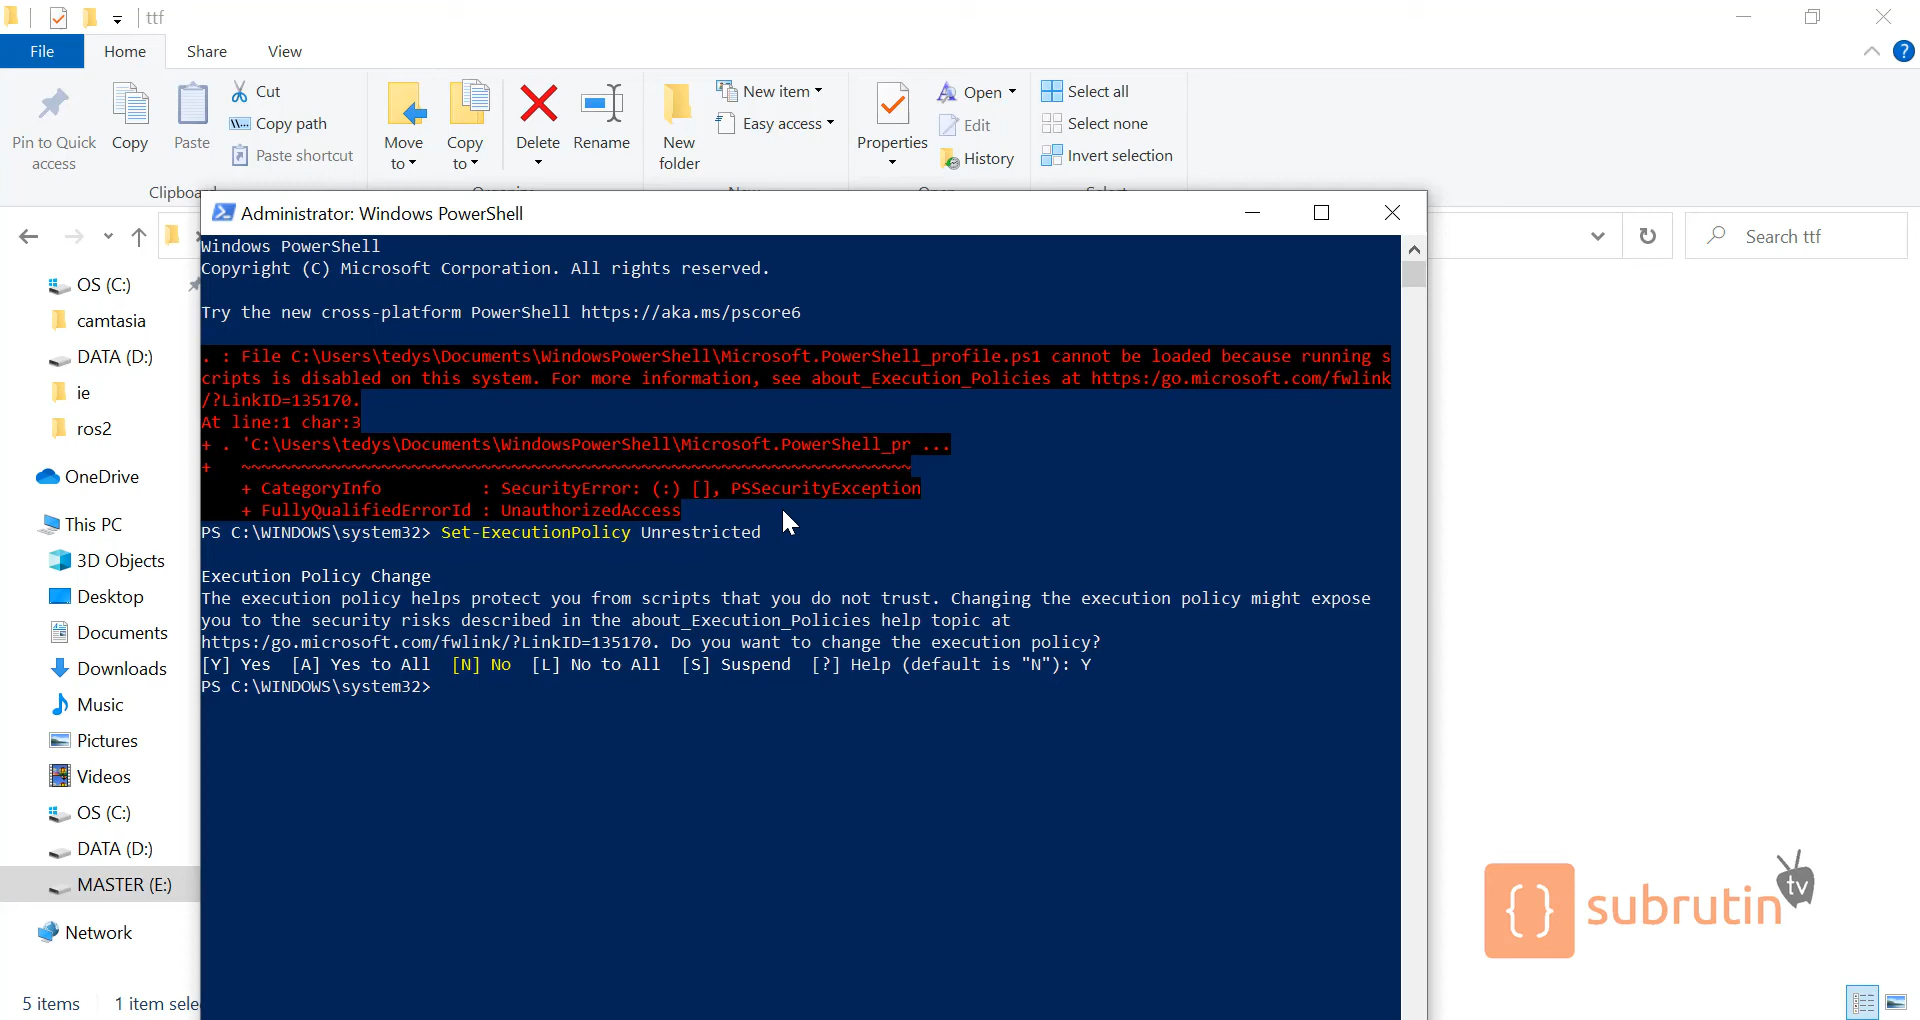 ttf
File Home Share View
Pin to Quick access
Copy
Paste
Cut
Copy path
Paste shortcut
Move to
Copy to
Delete
Rename
New folder
New item
Easy access
Properties
Open
Edit
History
Select all
Select none
Invert selection
Clipboa
Search ttf
OS (C:)
camtasia
DATA (D:)
ie
ros2
OneDrive
This PC
3D Objects
Desktop
Documents
Downloads
Music
Pictures
Videos
OS (C:)
DATA (D:)
MASTER (E:)
Network
5 items 1 item sele
Administrator: Windows PowerShell
Windows PowerShell
Copyright (C) Microsoft Corporation. All rights reserved.
Try the new cross-platform PowerShell https://aka.ms/pscore6
. : File C:\Users\tedys\Documents\WindowsPowerShell\Microsoft.PowerShell_profile.ps1 cannot be loaded because running s
cripts is disabled on this system. For more information, see about_Execution_Policies at https:/go.microsoft.com/fwlink
/?LinkID=135170.
At line:1 char:3
+ . 'C:\Users\tedys\Documents\WindowsPowerShell\Microsoft.PowerShell_pr ...
+   ~~~~~~~~~~~~~~~~~~~~~~~~~~~~~~~~~~~~~~~~~~~~~~~~~~~~~~~~~~~~~~~~~~~
+ CategoryInfo          : SecurityError: (:) [], PSSecurityException
+ FullyQualifiedErrorId : UnauthorizedAccess
PS C:\WINDOWS\system32> Set-ExecutionPolicy Unrestricted
Execution Policy Change
The execution policy helps protect you from scripts that you do not trust. Changing the execution policy might expose
you to the security risks described in the about_Execution_Policies help topic at
https:/go.microsoft.com/fwlink/?LinkID=135170. Do you want to change the execution policy?
[Y] Yes  [A] Yes to All  [N] No  [L] No to All  [S] Suspend  [?] Help (default is "N"): Y
PS C:\WINDOWS\system32>
{} subrutin tv